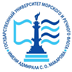 ГОСУДАРСТВЕННЫЙ УНИВЕРСИТЕТ МОРСКОГО И РЕЧНОГО ФЛОТА
ИМЕНИ АДМИРАЛА С. О. МАКАРОВА